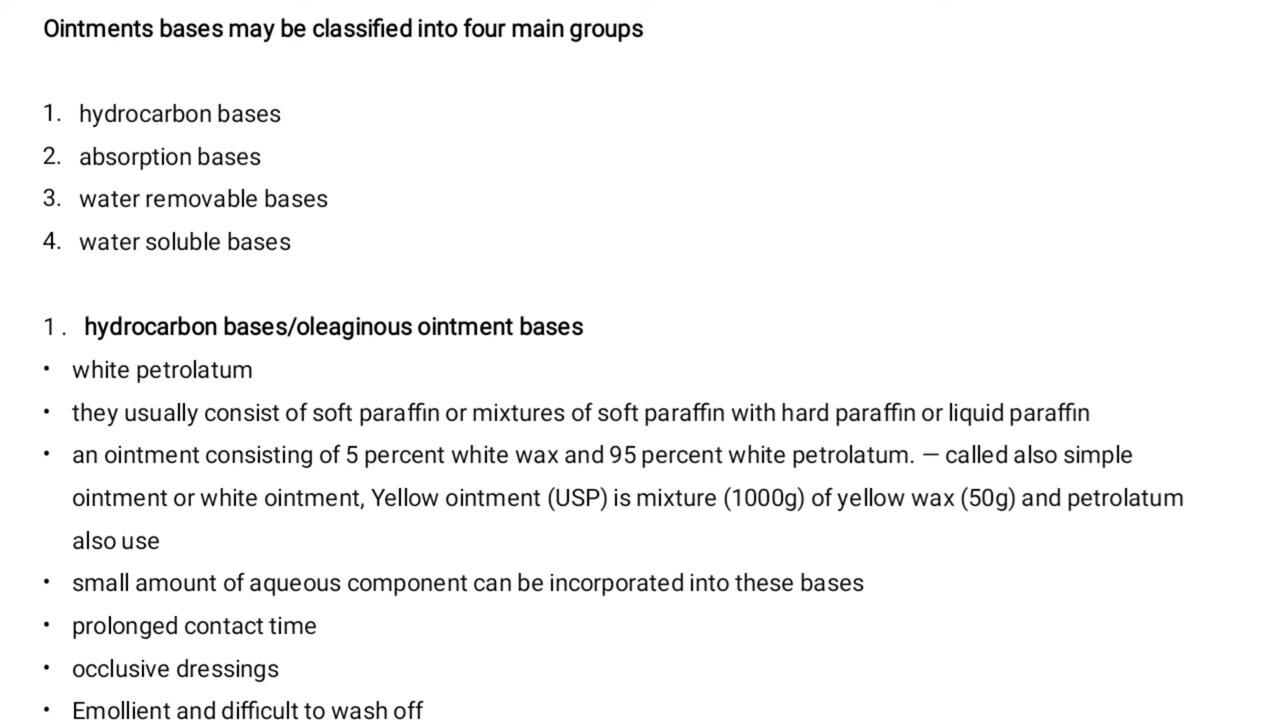 Ointments bases may be classified into four main groups
1. hydrocarbon bases
2. absorption bases
3. water removable bases
4. water soluble bases
1 . hydrocarbon bases/oleaginous ointment bases
• white petrolatum
• they usually consist of soft paraffin or mixtures of soft paraffin with hard paraffin or liquid paraffin
• an ointment consisting of 5 percent white wax and 95 percent white petrolatum. — called also simple
ointment or white ointment, Yellow ointment (USP) is mixture (1000g) of yellow wax (50g) and petrolatum
also use
• small amount of aqueous component can be incorporated into these bases
• prolonged contact time
• occlusive dressings
• Emollient and difficult to wash off